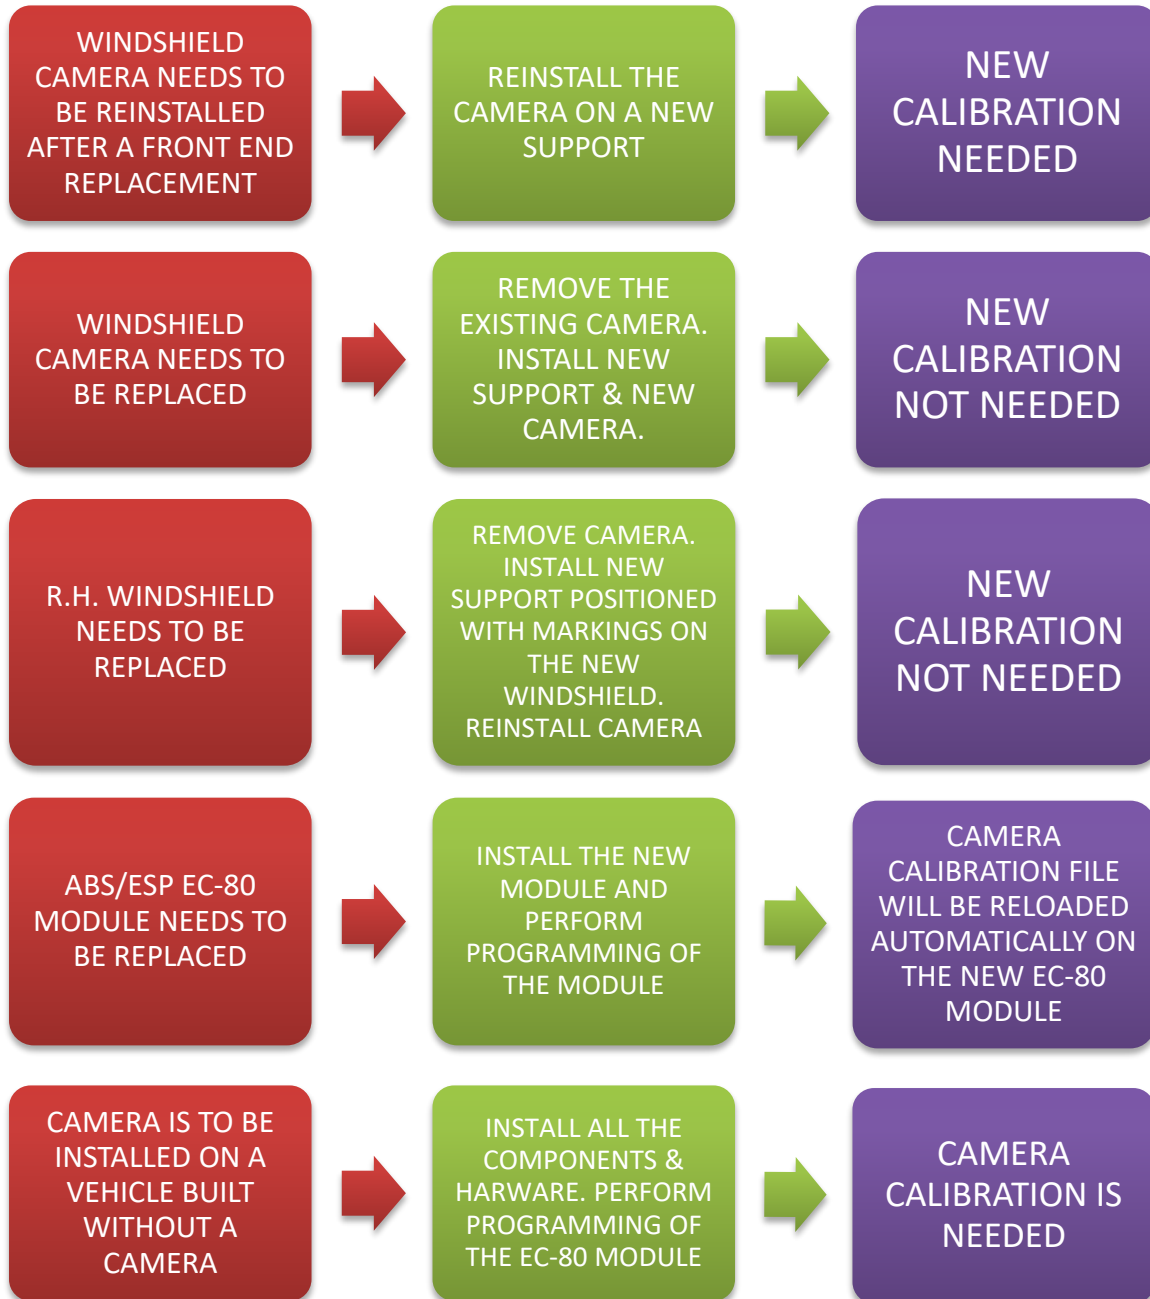 WINDSHIELD
CAMERA NEEDS TO
BE REINSTALLED
AFTER A FRONT END
REPLACEMENT
REINSTALL THE
CAMERA ON A NEW
SUPPORT
NEW
CALIBRATION
NEEDED
WINDSHIELD
CAMERA NEEDS TO
BE REPLACED
REMOVE THE
EXISTING CAMERA.
INSTALL NEW
SUPPORT & NEW
CAMERA.
NEW
CALIBRATION
NOT NEEDED
R.H. WINDSHIELD
NEEDS TO BE
REPLACED
REMOVE CAMERA.
INSTALL NEW
SUPPORT POSITIONED
WITH MARKINGS ON
THE NEW
WINDSHIELD.
REINSTALL CAMERA
NEW
CALIBRATION
NOT NEEDED
ABS/ESP EC-80
MODULE NEEDS TO
BE REPLACED
INSTALL THE NEW
MODULE AND
PERFORM
PROGRAMMING OF
THE MODULE
CAMERA
CALIBRATION FILE
WILL BE RELOADED
AUTOMATICALLY ON
THE NEW EC-80
MODULE
CAMERA IS TO BE
INSTALLED ON A
VEHICLE BUILT
WITHOUT A
CAMERA
INSTALL ALL THE
COMPONENTS &
HARWARE. PERFORM
PROGRAMMING OF
THE EC-80 MODULE
CAMERA
CALIBRATION IS
NEEDED